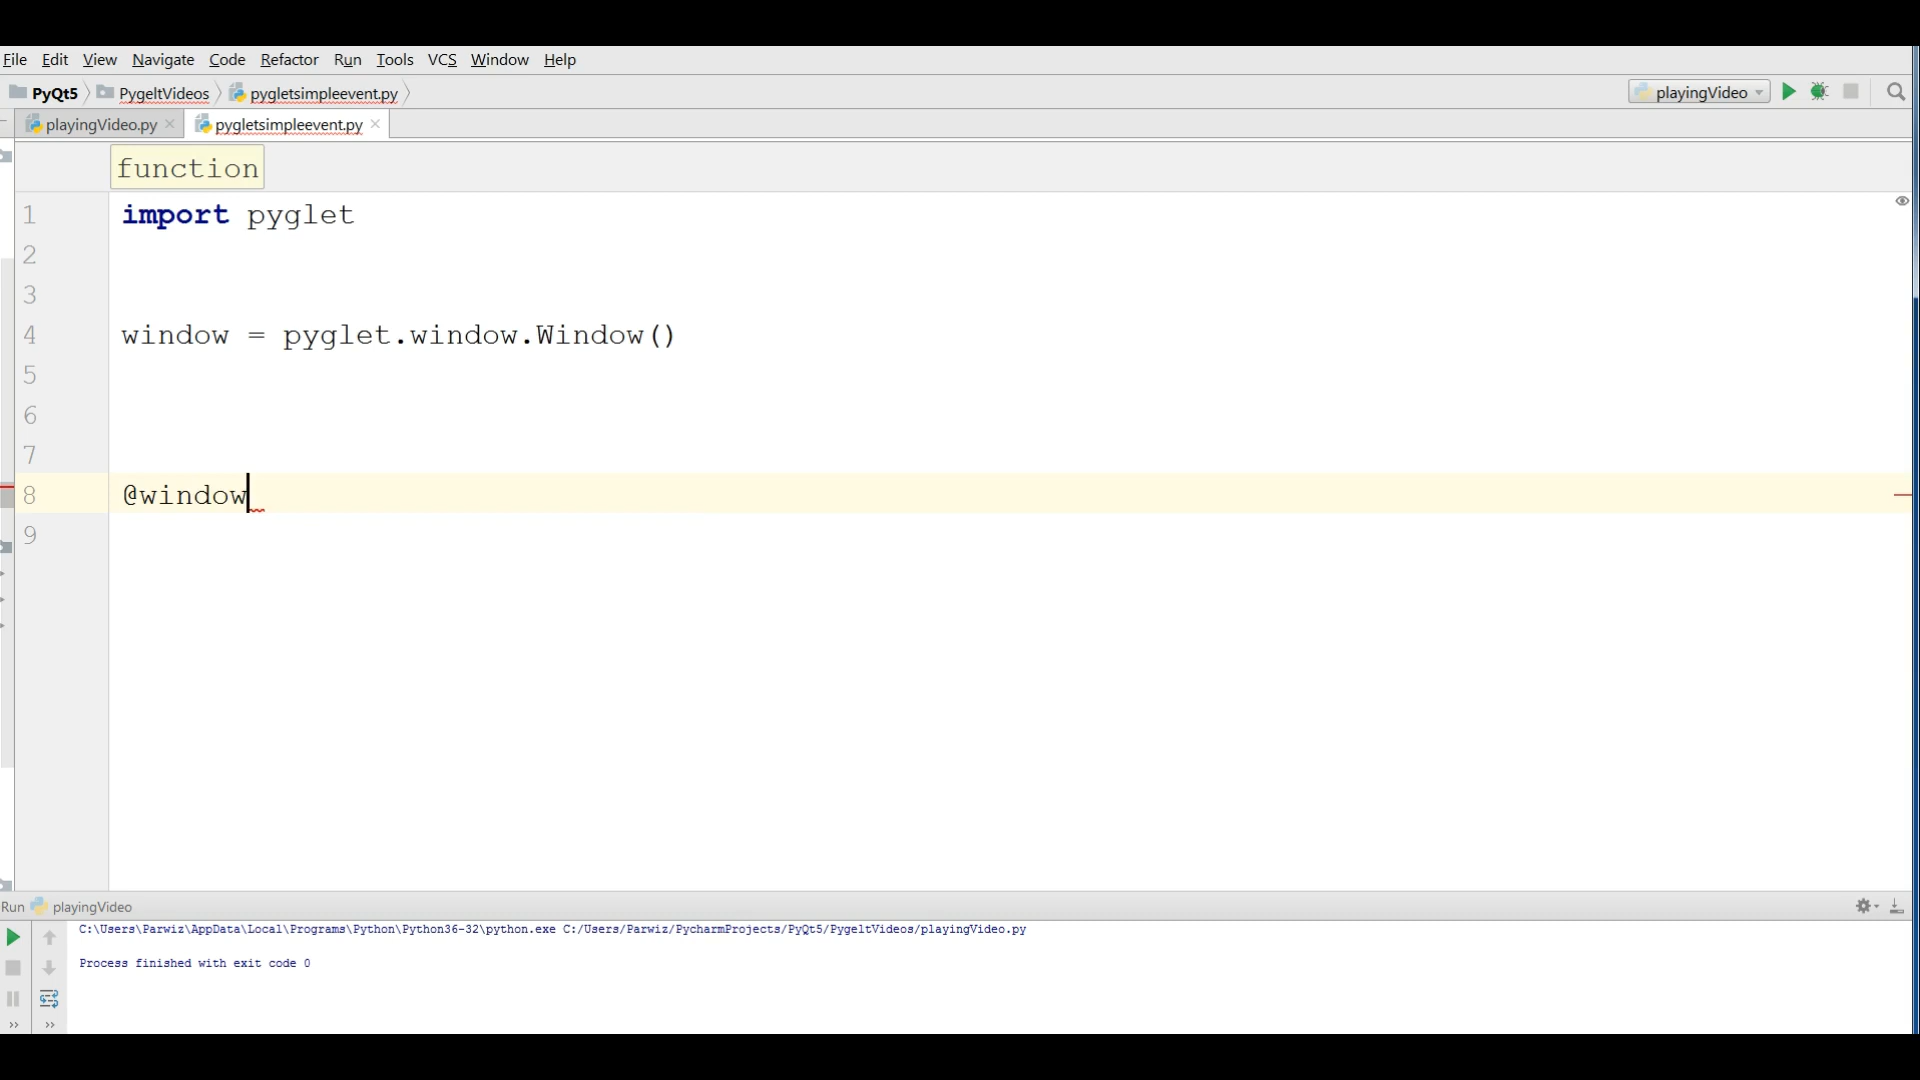 File Edit View Navigate Code Refactor Run Tools VCS Window Help
PyQt5 PygeltVideos pygletsimpleevent.py playingVideo
playingVideo.py pygletsimpleevent.py
function
1 import pyglet
2
3
4 window = pyglet.window.Window()
5
6
7
8 @window
9
Run playingVideo
C:\Users\Parwiz\AppData\Local\Programs\Python\Python36-32\python.exe C:/Users/Parwiz/PycharmProjects/PyQt5/PygeltVideos/playingVideo.py
Process finished with exit code 0